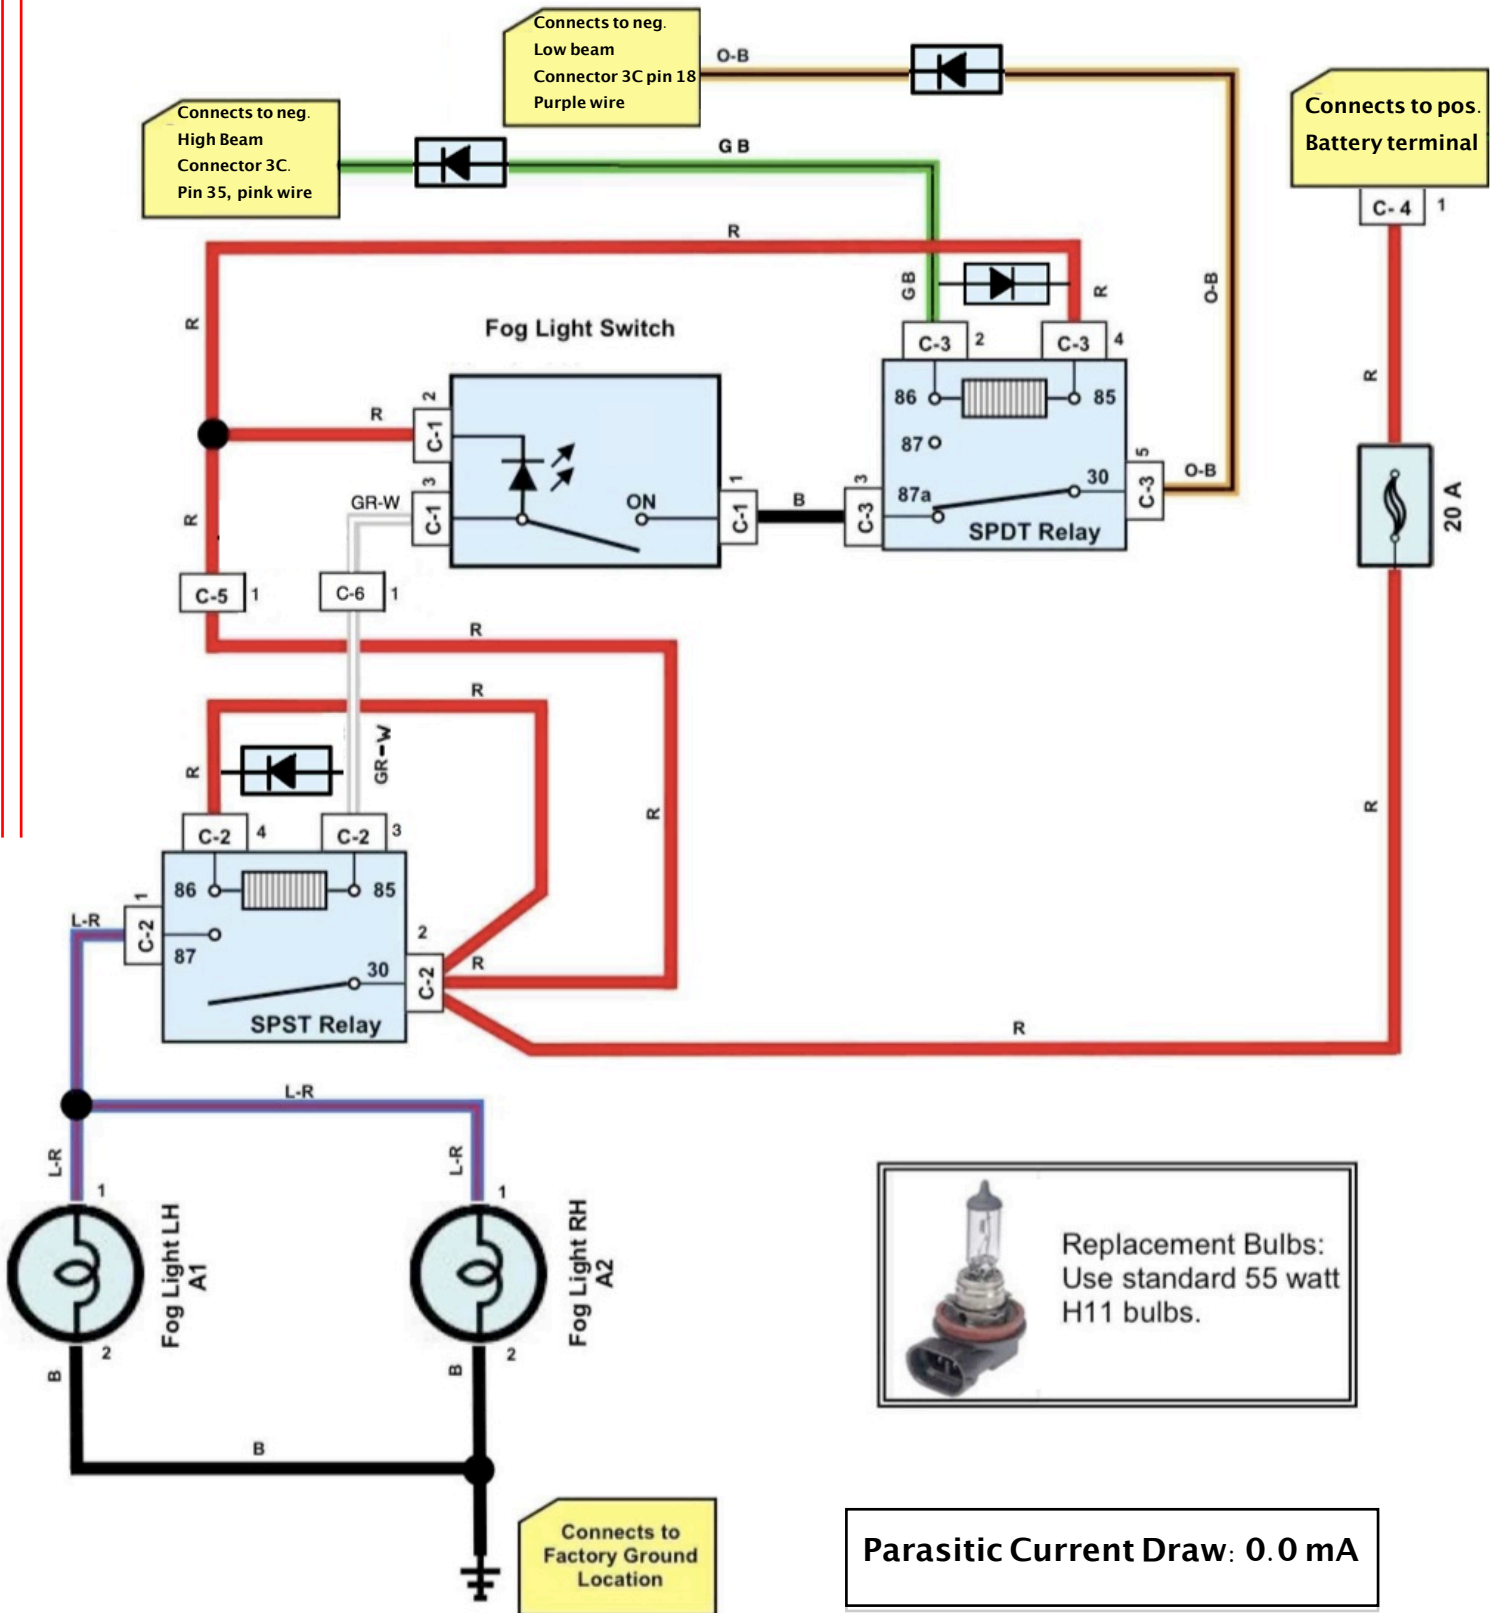 Connects to neg.
Low beam
Connector 3C pin 18
Purple wire
O-B
Connects to neg.
High Beam
Connector 3C.
Pin 35, pink wire
G B
Connects to pos.
Battery terminal
C- 4 1
R
R
G B
R
O-B
Fog Light Switch
C-3 2
C-3 4
R
86
85
87
R
2
C-1
3
C-1
GR-W
ON
1
C-1
B
3
C-3
87a
30
5
C-3
O-B
SPDT Relay
20 A
R
C-5 1
C-6 1
R
R
R
GR-W
R
R
C-2 4
C-2 3
86
85
1
C-2
L-R
87
30
2
C-2
R
SPST Relay
R
L-R
L-R
L-R
1
1
Fog Light LH
A1
Fog Light RH
A2
2
2
B
B
B
Replacement Bulbs:
Use standard 55 watt
H11 bulbs.
Connects to
Factory Ground
Location
Parasitic Current Draw: 0.0 mA